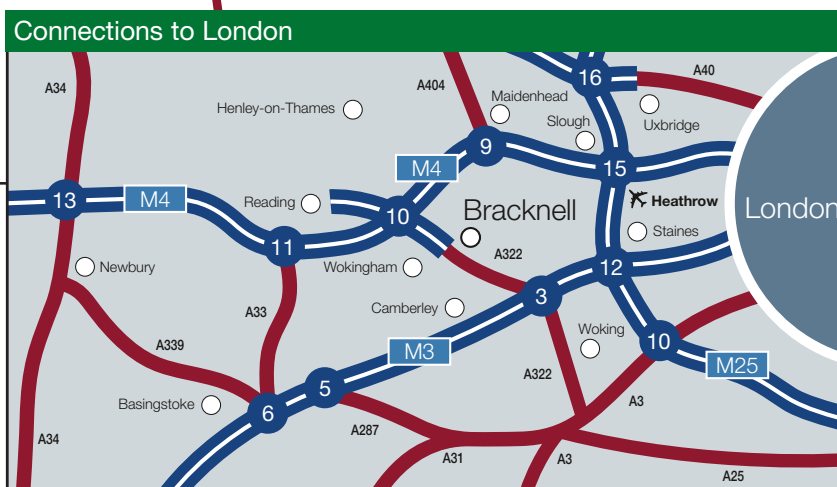 Connections to London
A34
A404
16
A40
Henley-on-Thames
Maidenhead
Slough
Uxbridge
9
M4
15
13
M4
Reading
10
Bracknell
Heathrow
London
Staines
11
A322
12
Newbury
Wokingham
3
A33
Camberley
Woking
10
A339
M3
M25
A322
5
Basingstoke
6
A3
A287
A34
A31
A3
A25